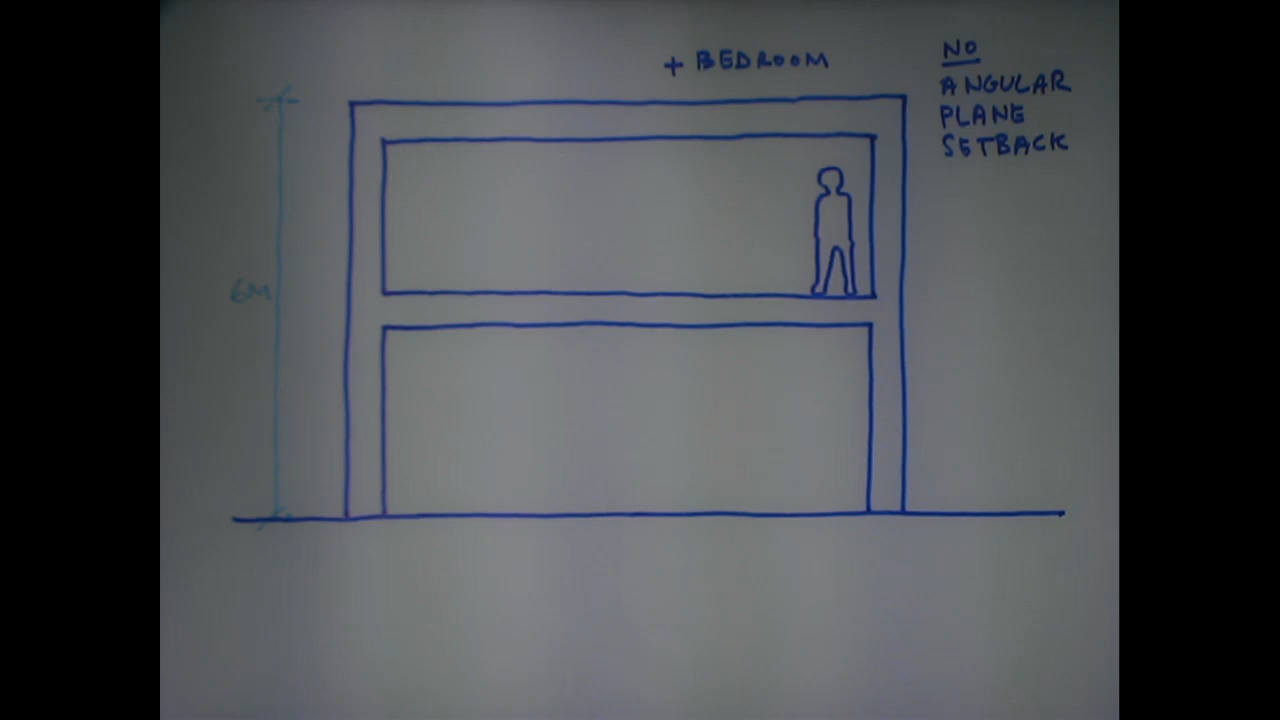 + BEDROOM
NO
ANGULAR
PLANE
SETBACK
6M